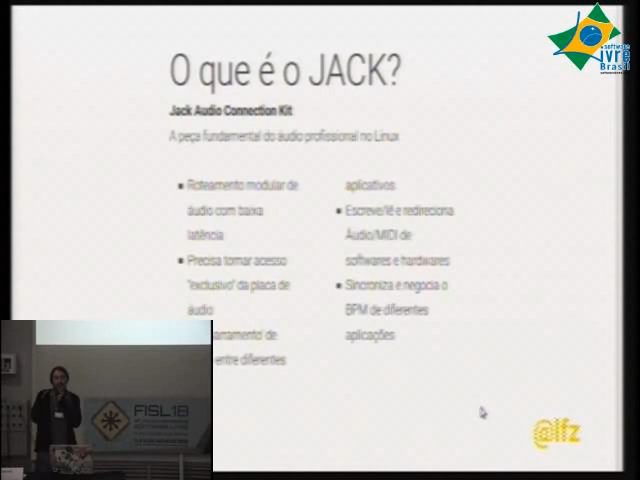 O que é o JACK?
Jack Audio Connection Kit
A peça fundamental do áudio profissional no Linux
Roteamento modular de
áudio com baixa
latência
Precisa tomar acesso
"exclusivo" da placa de
áudio
entre diferentes
aplicativos
Escreve/lê e redireciona
Áudio/MIDI de
softwares e hardwares
Sincroniza e negocia o
BPM de diferentes
aplicações
@lfz
software
livre
Brasil
FISL18